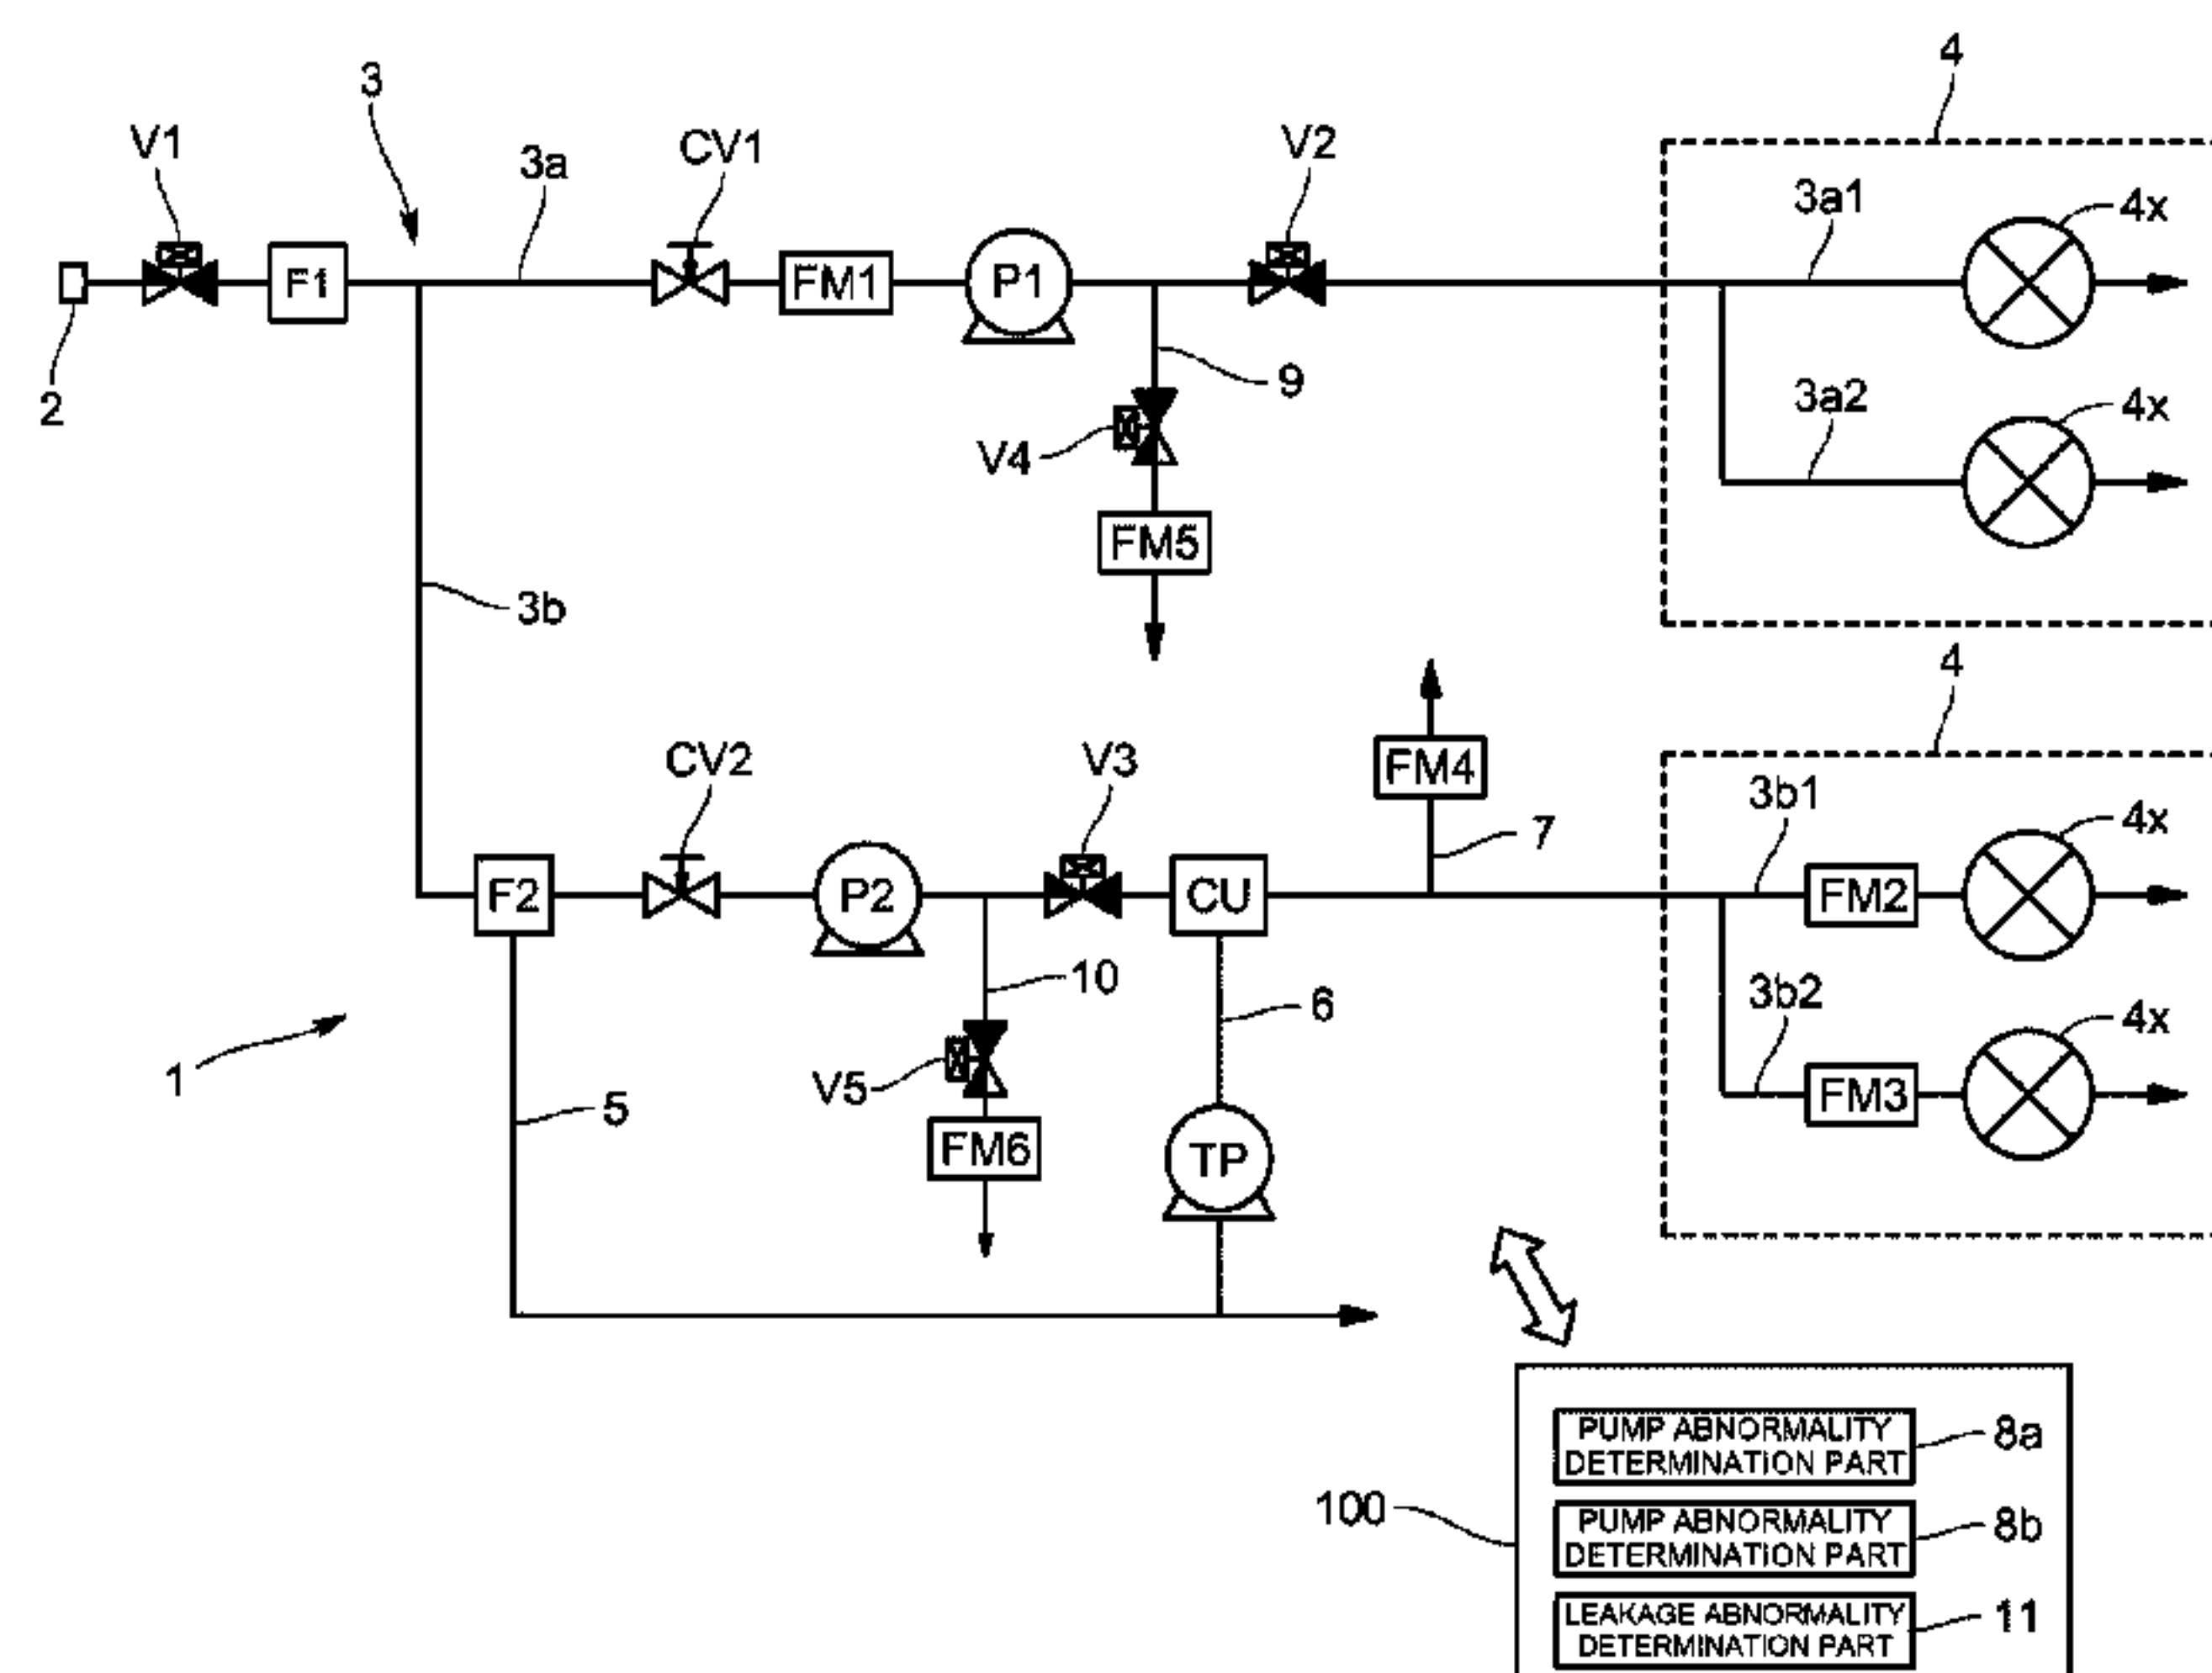 4
3
V1
3a
CV1
V2
3a1
4x
F1
FM1
P1
2
9
3a2
4x
V4
FM5
3b
4
CV2
V3
FM4
3b1
7
4x
F2
P2
CU
FM2
10
6
3b2
4x
1
V5
5
FM6
TP
FM3
PUMP ABNORMALITY
DETERMINATION PART
8a
100
PUMP ABNORMALITY
DETERMINATION PART
8b
LEAKAGE ABNORMALITY
DETERMINATION PART
11